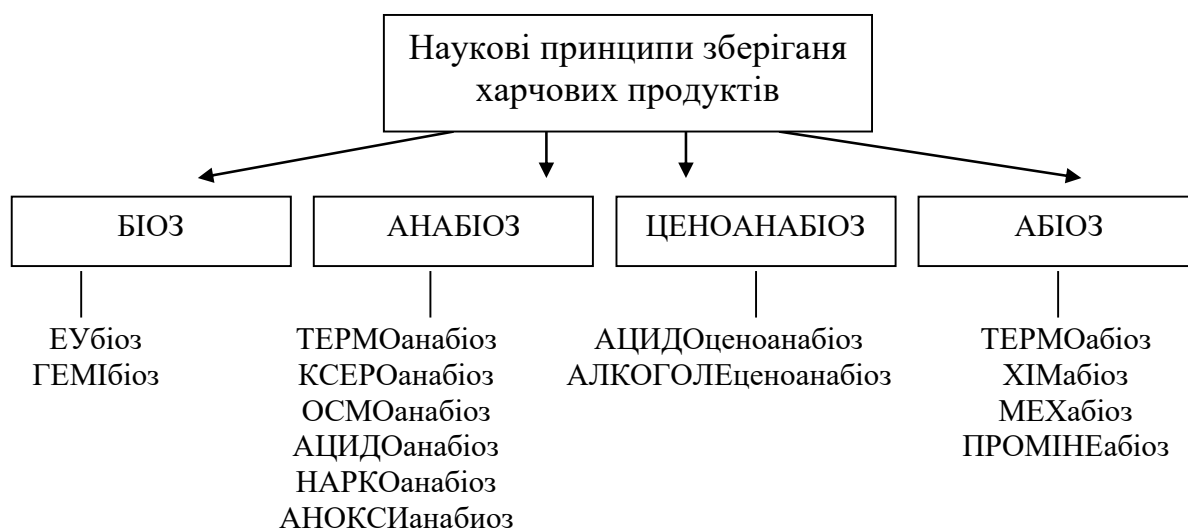 Наукові принципи зберіганя
харчових продуктів
БІОЗ
АНАБІОЗ
ЦЕНОАНАБІОЗ
АБІОЗ
ЕУбіоз
ГЕМІбіоз
ТЕРМОанабіоз
КСЕРОанабіоз
ОСМОанабіоз
АЦИДОанабіоз
НАРКОанабіоз
АНОКСИанабиоз
АЦИДОценоанабіоз
АЛКОГОЛЕценоанабіоз
ТЕРМОабіоз
ХІМабіоз
МЕХабіоз
ПРОМІНЕабіоз